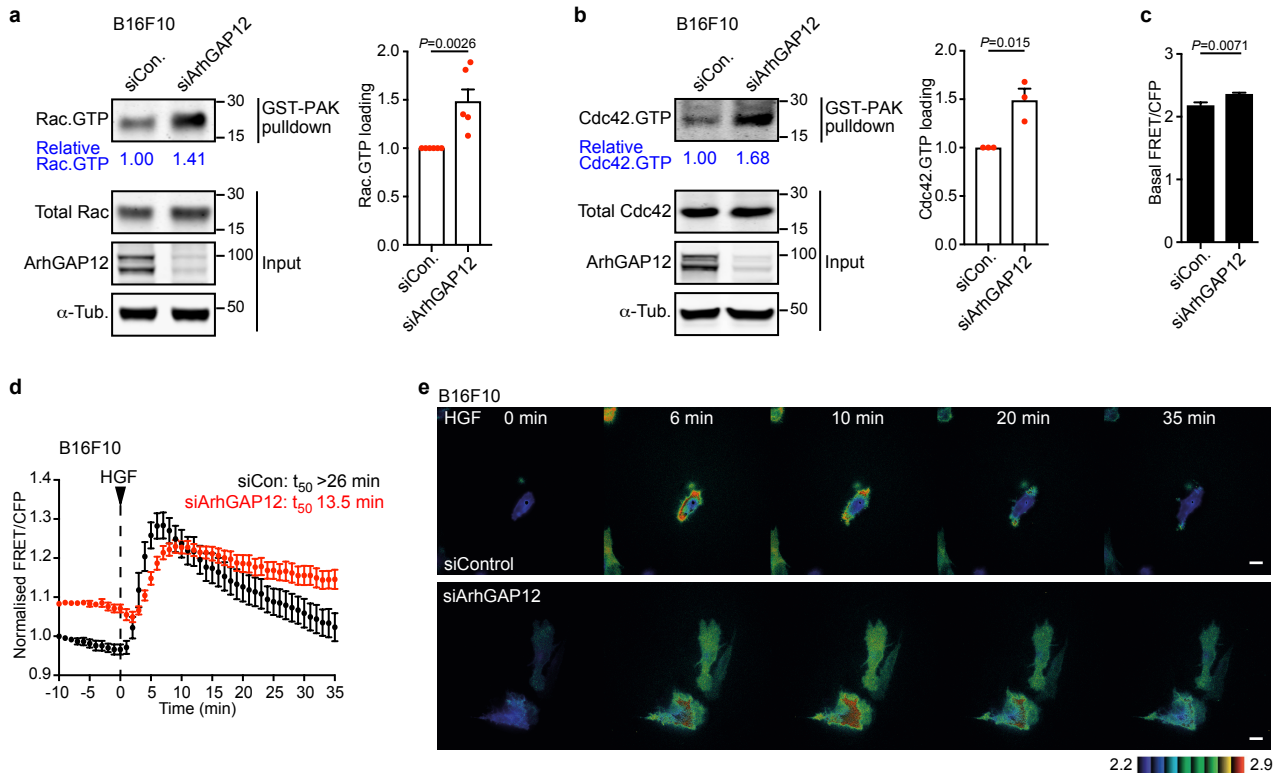 a
B16F10
siCon.
siArhGAP12
Rac.GTP
30
15
GST-PAK
pulldown
Relative
Rac.GTP
1.00
1.41
Total Rac
30
15
ArhGAP12
100
Input
α-Tub.
50
P=0.0026
2.0
1.5
1.0
0.5
0.0
Rac.GTP loading
siCon.
siArhGAP12
b
B16F10
siCon.
siArhGAP12
Cdc42.GTP
30
15
GST-PAK
pulldown
Relative
Cdc42.GTP
1.00
1.68
Total Cdc42
30
15
ArhGAP12
100
Input
α-Tub.
50
P=0.015
2.0
1.5
1.0
0.5
0.0
Cdc42.GTP loading
siCon.
siArhGAP12
c
P=0.0071
3
2
1
0
Basal FRET/CFP
siCon.
siArhGAP12
d
B16F10
HGF
siCon: t50 >26 min
siArhGAP12: t50 13.5 min
1.4
1.3
1.2
1.1
1.0
0.9
Normalised FRET/CFP
-10 -5 0 5 10 15 20 25 30 35
Time (min)
e
B16F10
HGF 0 min 6 min 10 min 20 min 35 min
siControl
siArhGAP12
2.2 2.9